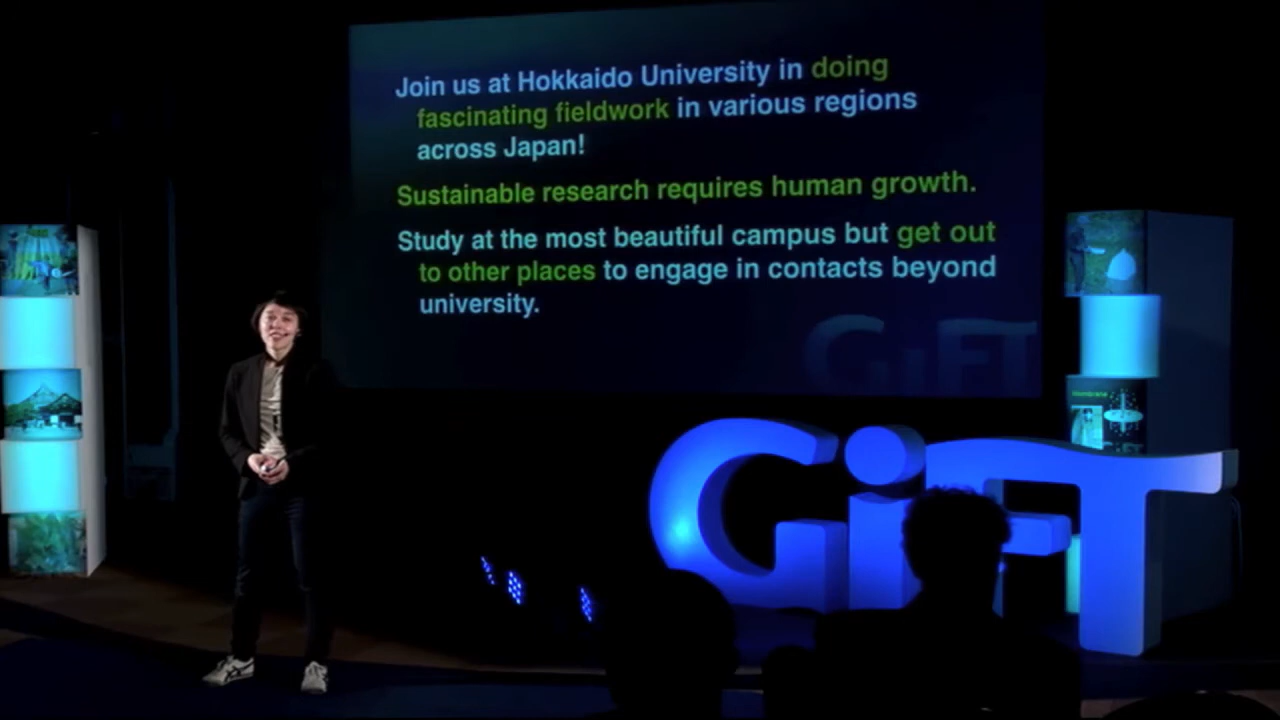 Join us at Hokkaido University in doing
fascinating fieldwork in various regions
across Japan!
Sustainable research requires human growth.
Study at the most beautiful campus but get out
to other places to engage in contacts beyond
university.
GiFT
Membrane
GiFT